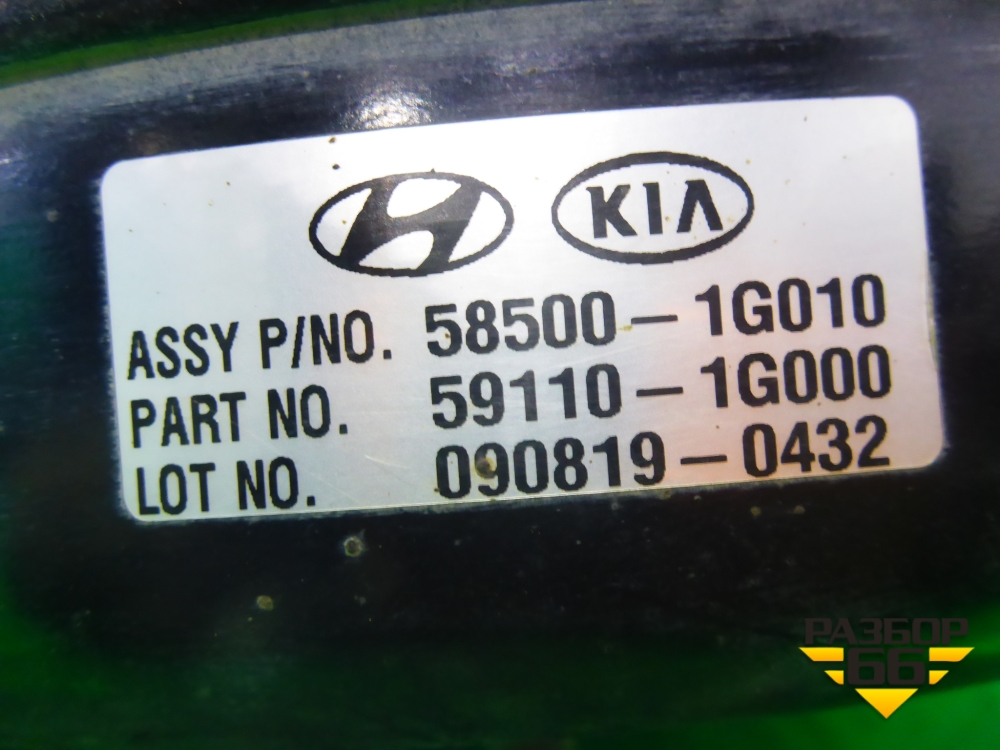 KIA
ASSY P/NO. 58500-1G010
PART NO. 59110-1G000
LOT NO. 090819-0432
РАЗБОР
66